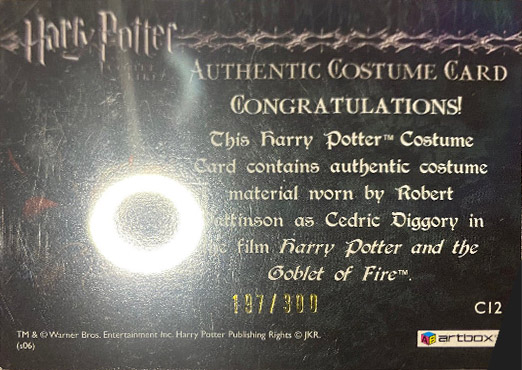 Harry Potter
AUTHENTIC COSTUME CARD
CONGRATULATIONS!
This Harry Potter™ Costume
Card contains authentic costume
material worn by Robert
Pattinson as Cedric Diggory in
the film Harry Potter and the
Goblet of Fire™.
197/300
C12
TM & © Warner Bros. Entertainment Inc. Harry Potter Publishing Rights © JKR.
(s06)
artbox